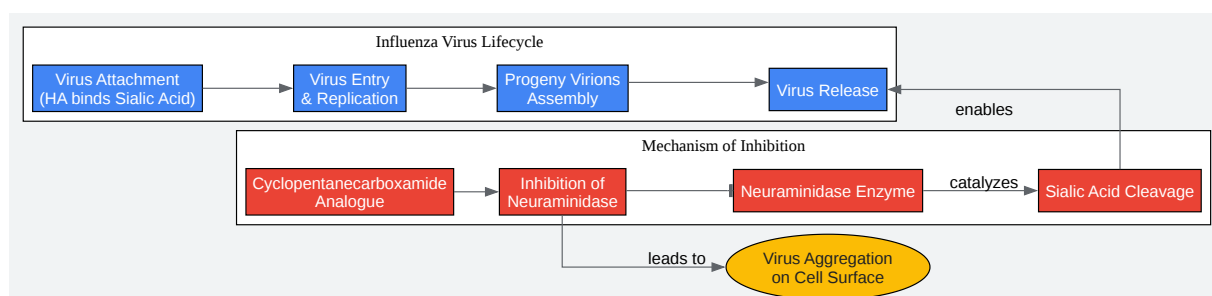 Influenza Virus Lifecycle
Virus Attachment
(HA binds Sialic Acid)
Virus Entry
& Replication
Progeny Virions
Assembly
Virus Release
enables
Mechanism of Inhibition
Cyclopentanecarboxamide
Analogue
Inhibition of
Neuraminidase
Neuraminidase Enzyme
catalyzes
Sialic Acid Cleavage
leads to
Virus Aggregation
on Cell Surface